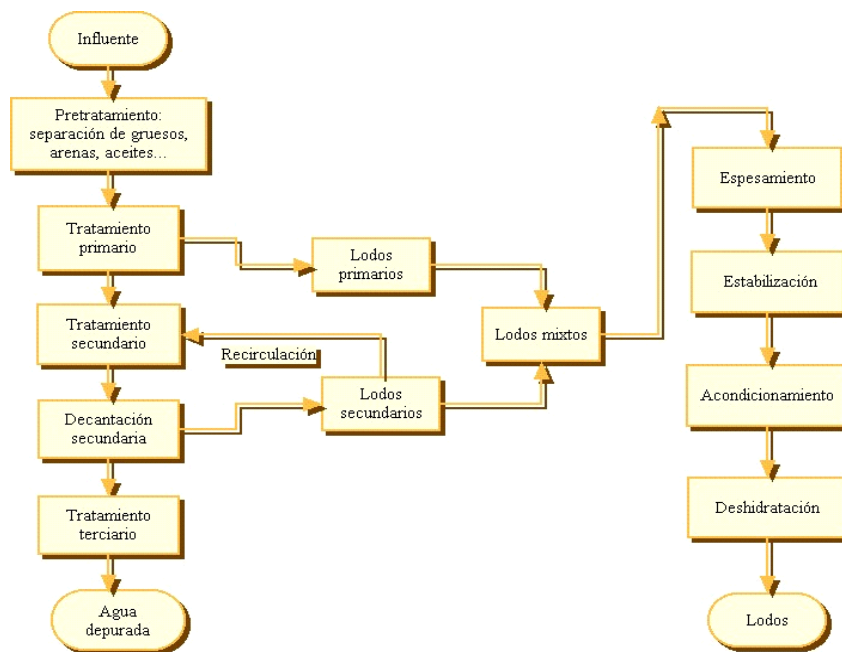 Influente
Pretratamiento:
separación de gruesos,
arenas, aceites...
Tratamiento
primario
Lodos
primarios
Tratamiento
secundario
Recirculación
Lodos
secundarios
Lodos mixtos
Decantación
secundaria
Tratamiento
terciario
Agua
depurada
Espesamiento
Estabilización
Acondicionamiento
Deshidratación
Lodos